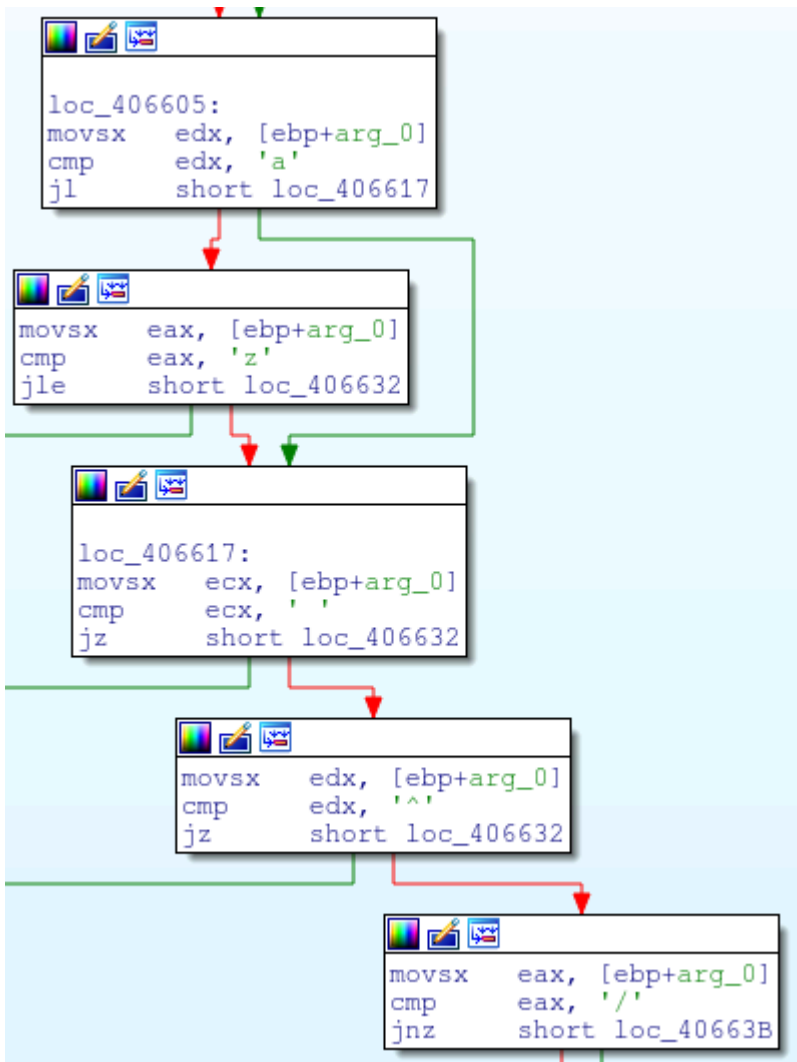 loc_406605:
movsx edx, [ebp+arg_0]
cmp edx, 'a'
jl short loc_406617
movsx eax, [ebp+arg_0]
cmp eax, 'z'
jle short loc_406632
loc_406617:
movsx ecx, [ebp+arg_0]
cmp ecx, ' '
jz short loc_406632
movsx edx, [ebp+arg_0]
cmp edx, '^'
jz short loc_406632
movsx eax, [ebp+arg_0]
cmp eax, '/'
jnz short loc_40663B